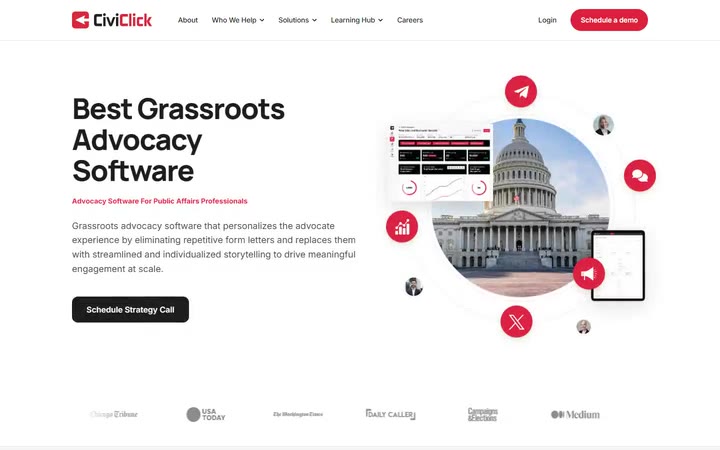 CiviClick
About
Who We Help
Solutions
Learning Hub
Careers
Login
Schedule a demo
Best Grassroots
Advocacy
Software
Advocacy Software For Public Affairs Professionals
Grassroots advocacy software that personalizes the advocate
experience by eliminating repetitive form letters and replaces them
with streamlined and individualized storytelling to drive meaningful
engagement at scale.
Schedule Strategy Call
Chicago Tribune
USA
TODAY
The Washington Times
DAILY CALLER
Campaigns
&Elections
Medium